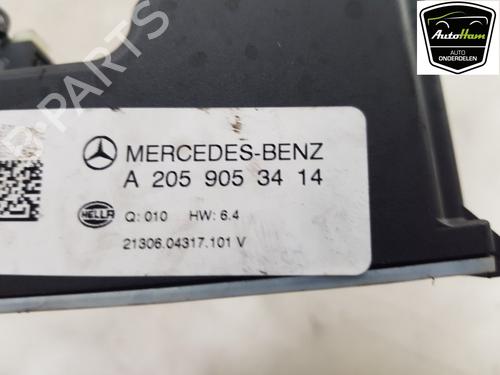 AutoHam
AUTO
ONDERDELEN
B-PARTS
MERCEDES-BENZ
A 205 905 34 14
HELLA
Q: 010 HW: 6.4
21306.04317.101 V